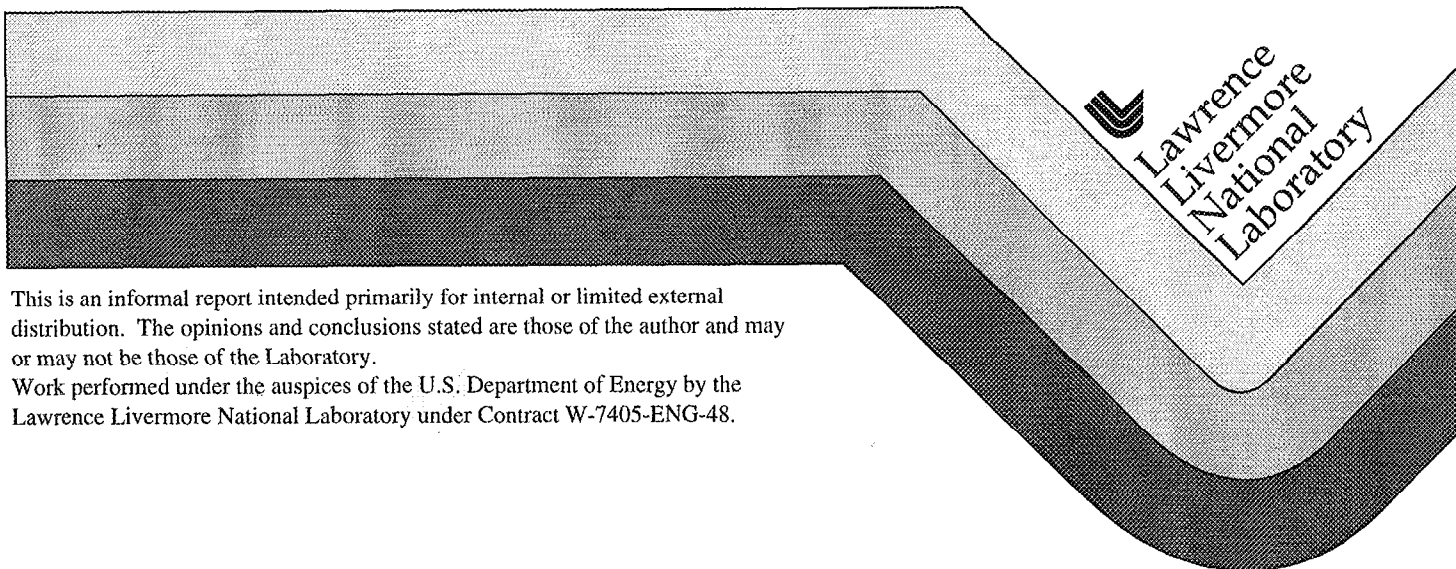 Lawrence
Livermore
National
Laboratory
This is an informal report intended primarily for internal or limited external
distribution. The opinions and conclusions stated are those of the author and may
or may not be those of the Laboratory.
Work performed under the auspices of the U.S. Department of Energy by the
Lawrence Livermore National Laboratory under Contract W-7405-ENG-48.